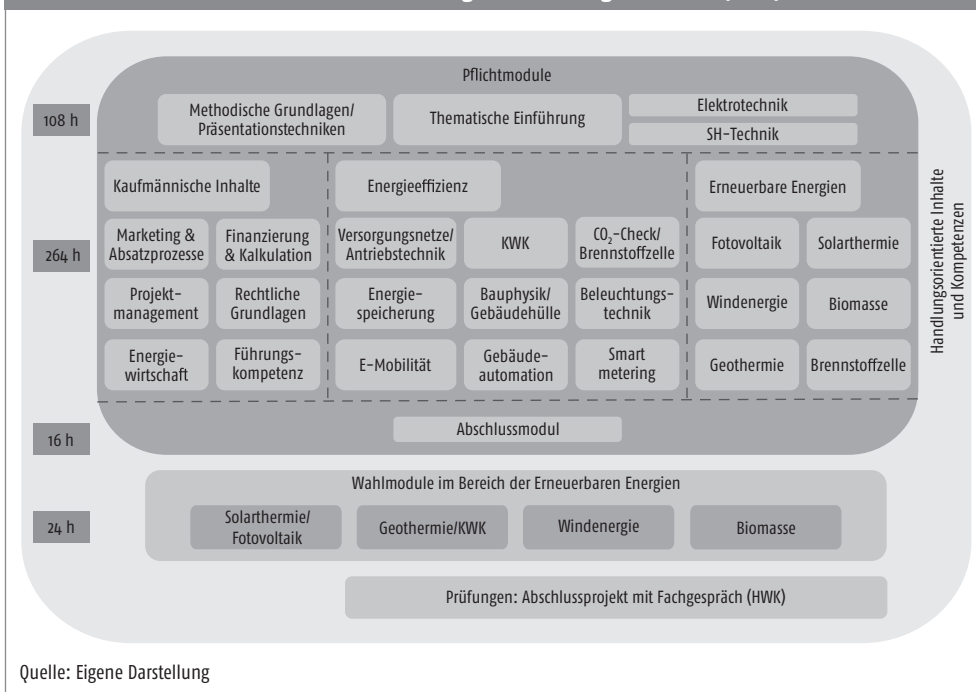 Pflichtmodule
108 h
Methodische Grundlagen/
Präsentationstechniken
Thematische Einführung
Elektrotechnik
SH-Technik
264 h
Kaufmännische Inhalte
Marketing &
Absatzprozesse
Finanzierung
& Kalkulation
Projekt-
management
Rechtliche
Grundlagen
Energie-
wirtschaft
Führungs-
kompetenz
Energieeffizienz
Versorgungsnetze/
Antriebstechnik
KWK
CO₂-Check/
Brennstoffzelle
Energie-
speicherung
Bauphysik/
Gebäudehülle
Beleuchtungs-
technik
E-Mobilität
Gebäude-
automation
Smart
metering
Erneuerbare Energien
Fotovoltaik
Solarthermie
Windenergie
Biomasse
Geothermie
Brennstoffzelle
Handlungsorientierte Inhalte
und Kompetenzen
16 h
Abschlussmodul
24 h
Wahlmodule im Bereich der Erneuerbaren Energien
Solarthermie/
Fotovoltaik
Geothermie/KWK
Windenergie
Biomasse
Prüfungen: Abschlussprojekt mit Fachgespräch (HWK)
Quelle: Eigene Darstellung